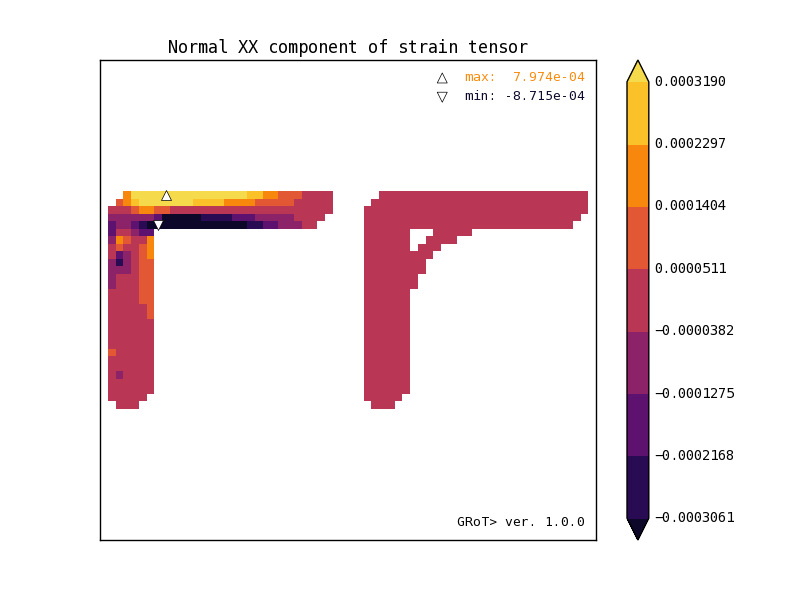 Normal XX component of strain tensor
△ max: 7.974e-04
▽ min: -8.715e-04
0.0003190
0.0002297
0.0001404
0.0000511
−0.0000382
−0.0001275
−0.0002168
−0.0003061
GRoT> ver. 1.0.0